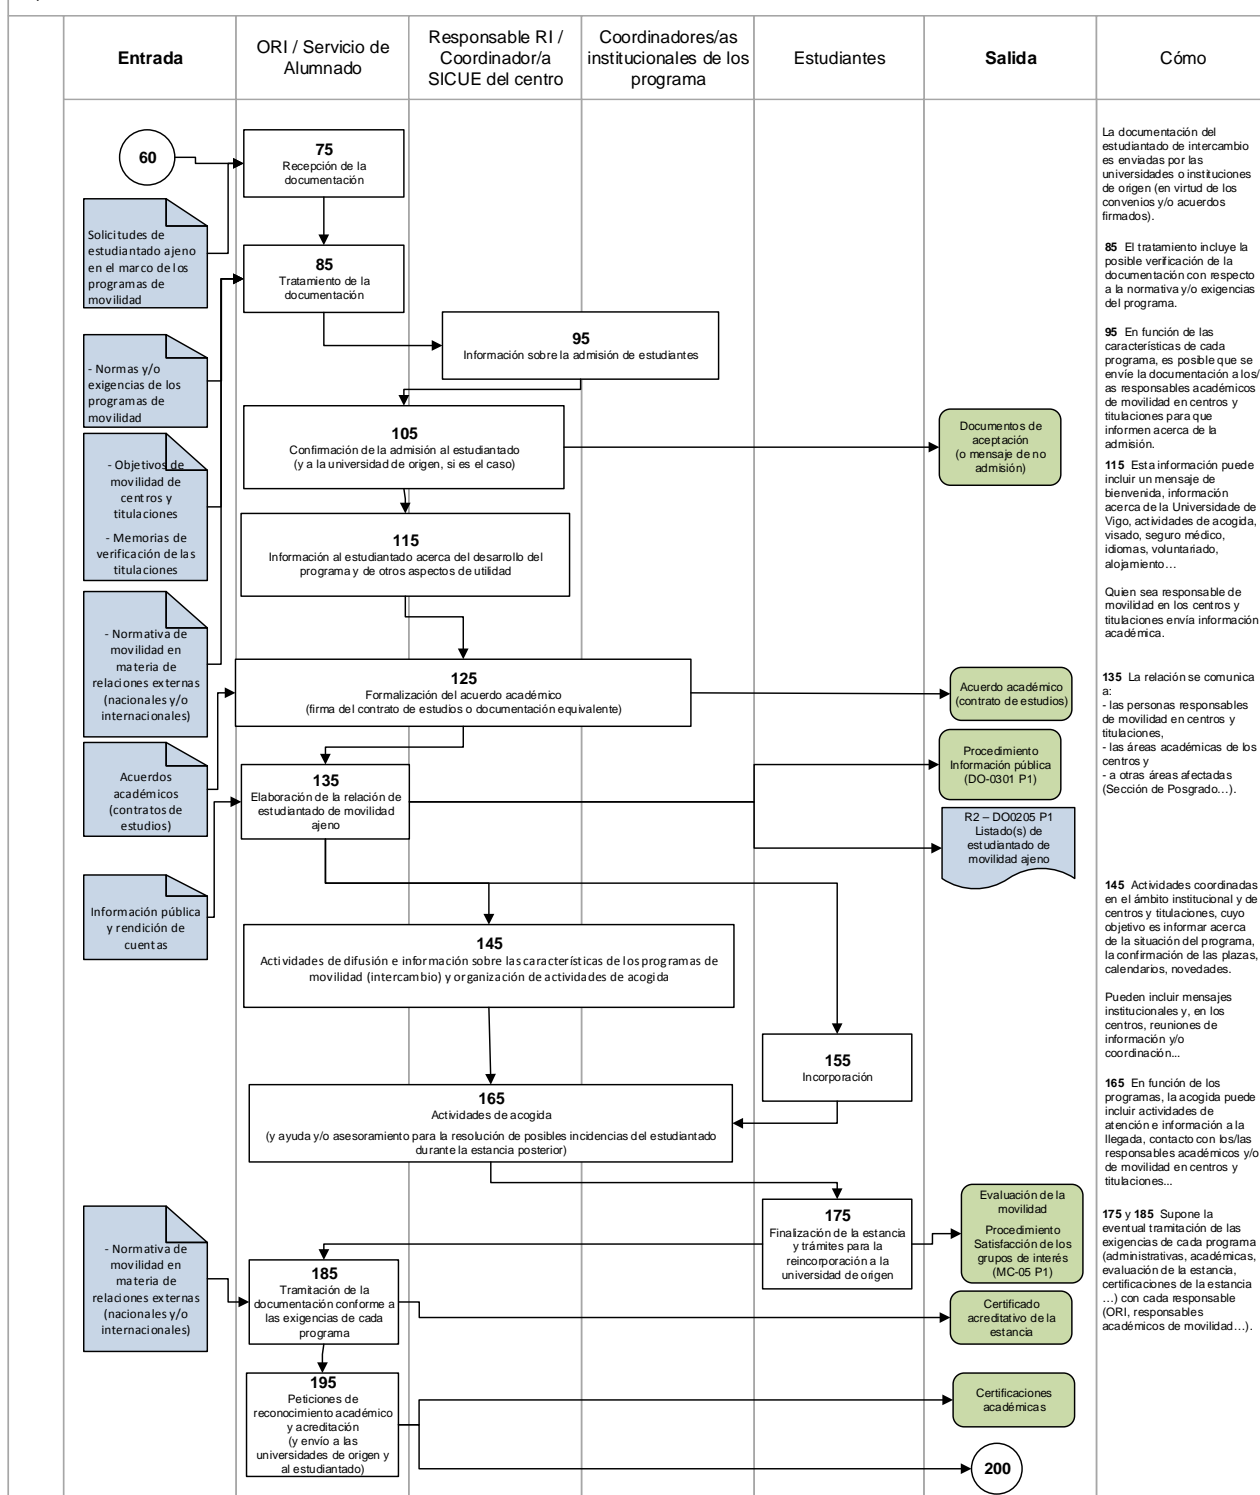 Entrada
ORI / Servicio de
Alumnado
Responsable RI /
Coordinador/a
SICUE del centro
Coordinadores/as
institucionales de los
programa
Estudiantes
Salida
Cómo
60
75
Recepción de la
documentación
Solicitudes de
estudiantado ajeno
en el marco de los
programas de
movilidad
85
Tratamiento de la
documentación
95
Información sobre la admisión de estudiantes
- Normas y/o
exigencias de los
programas de
movilidad
105
Confirmación de la admisión al estudiantado
(y a la universidad de origen, si es el caso)
Documentos de
aceptación
(o mensaje de no
admisión)
- Objetivos de
movilidad de
centros y
titulaciones
- Memorias de
verificación de las
titulaciones
115
Información al estudiantado acerca del desarrollo del
programa y de otros aspectos de utilidad
- Normativa de
movilidad en
materia de
relaciones externas
(nacionales y/o
internacionales)
125
Formalización del acuerdo académico
(firma del contrato de estudios o documentación equivalente)
Acuerdo académico
(contrato de estudios)
Acuerdos
académicos
(contratos de
estudios)
135
Elaboración de la relación de
estudiantado de movilidad
ajeno
Procedimiento
Información pública
(DO-0301 P1)
R2 – DO0205 P1
Listado(s) de
estudiantado de
movilidad ajeno
Información pública
y rendición de
cuentas
145
Actividades de difusión e información sobre las características de los programas de
movilidad (intercambio) y organización de actividades de acogida
155
Incorporación
165
Actividades de acogida
(y ayuda y/o asesoramiento para la resolución de posibles incidencias del estudiantado
durante la estancia posterior)
175
Finalización de la estancia
y trámites para la
reincorporación a la
universidad de origen
Evaluación de la
movilidad
Procedimiento
Satisfacción de los
grupos de interés
(MC-05 P1)
- Normativa de
movilidad en
materia de
relaciones externas
(nacionales y/o
internacionales)
185
Tramitación de la
documentación conforme a
las exigencias de cada
programa
Certificado
acreditativo de la
estancia
195
Peticiones de
reconocimiento académico
y acreditación
(y envío a las
universidades de origen y
al estudiantado)
Certificaciones
académicas
200
La documentación del
estudiantado de intercambio
es enviadas por las
universidades o instituciones
de origen (en virtud de los
convenios y/o acuerdos
firmados).
85 El tratamiento incluye la
posible verificación de la
documentación con respecto
a la normativa y/o exigencias
del programa.
95 En función de las
características de cada
programa, es posible que se
envíe la documentación a los/
as responsables académicos
de movilidad en centros y
titulaciones para que
informen acerca de la
admisión.
115 Esta información puede
incluir un mensaje de
bienvenida, información
acerca de la Universidade de
Vigo, actividades de acogida,
visado, seguro médico,
idiomas, voluntariado,
alojamiento…
Quien sea responsable de
movilidad en los centros y
titulaciones envía información
académica.
135 La relación se comunica
a:
- las personas responsables
de movilidad en centros y
titulaciones,
- las áreas académicas de los
centros y
- a otras áreas afectadas
(Sección de Posgrado…).
145 Actividades coordinadas
en el ámbito institucional y de
centros y titulaciones, cuyo
objetivo es informar acerca
de la situación del programa,
la confirmación de las plazas,
calendarios, novedades.
Pueden incluir mensajes
institucionales y, en los
centros, reuniones de
información y/o
coordinación...
165 En función de los
programas, la acogida puede
incluir actividades de
atención e información a la
llegada, contacto con los/las
responsables académicos y/o
de movilidad en centros y
titulaciones...
175 y 185 Supone la
eventual tramitación de las
exigencias de cada programa
(administrativas, académicas,
evaluación de la estancia,
certificaciones de la estancia
…) con cada responsable
(ORI, responsables
académicos de movilidad…).